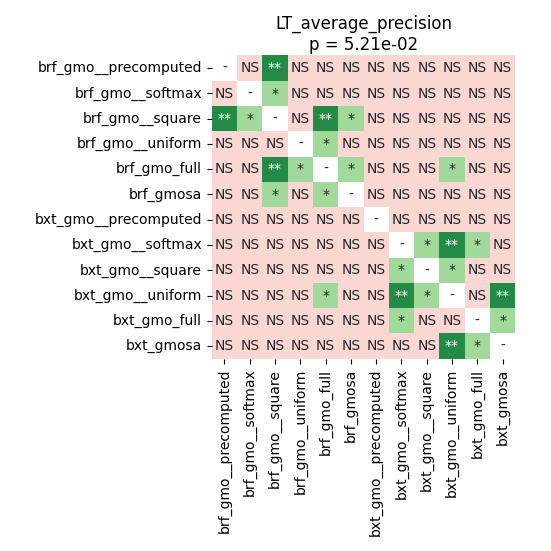 LT_average_precision
p = 5.21e-02
brf_gmo__precomputed - NS ** NS NS NS NS NS NS NS NS NS
brf_gmo__softmax NS - * NS NS NS NS NS NS NS NS NS
brf_gmo__square ** * - NS ** * NS NS NS NS NS NS
brf_gmo__uniform NS NS NS - * NS NS NS NS NS NS NS
brf_gmo_full NS NS ** * - * NS NS NS * NS NS
brf_gmosa NS NS * NS * - NS NS NS NS NS NS
bxt_gmo__precomputed NS NS NS NS NS NS - NS NS NS NS NS
bxt_gmo__softmax NS NS NS NS NS NS NS - * ** * NS
bxt_gmo__square NS NS NS NS NS NS NS * - * NS NS
bxt_gmo__uniform NS NS NS NS * NS NS ** * - NS **
bxt_gmo_full NS NS NS NS NS NS NS * NS NS - *
bxt_gmosa NS NS NS NS NS NS NS NS NS ** * -
brf_gmo__precomputed
brf_gmo__softmax
brf_gmo__square
brf_gmo__uniform
brf_gmo_full
brf_gmosa
bxt_gmo__precomputed
bxt_gmo__softmax
bxt_gmo__square
bxt_gmo__uniform
bxt_gmo_full
bxt_gmosa